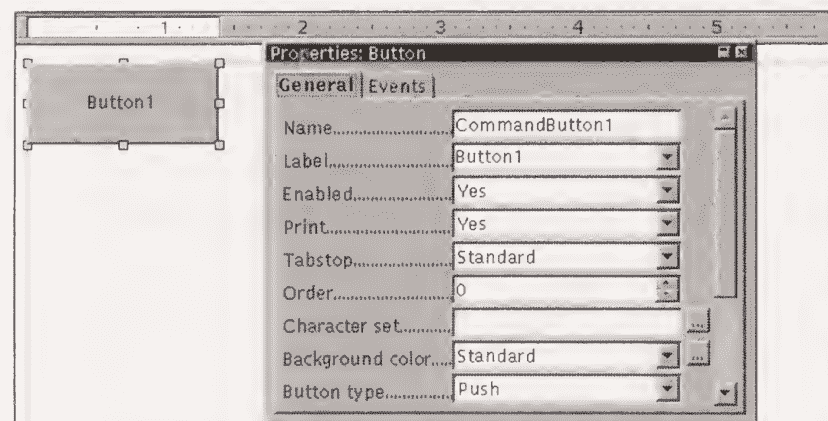 1 2 3 4 5
Properties: Button
General Events
Button1
Name..................... CommandButton1
Label..................... Button1
Enabled................. Yes
Print..................... Yes
Tabstop................. Standard
Order..................... 0
Character set.......... ...
Background color.... Standard ...
Button type............. Push